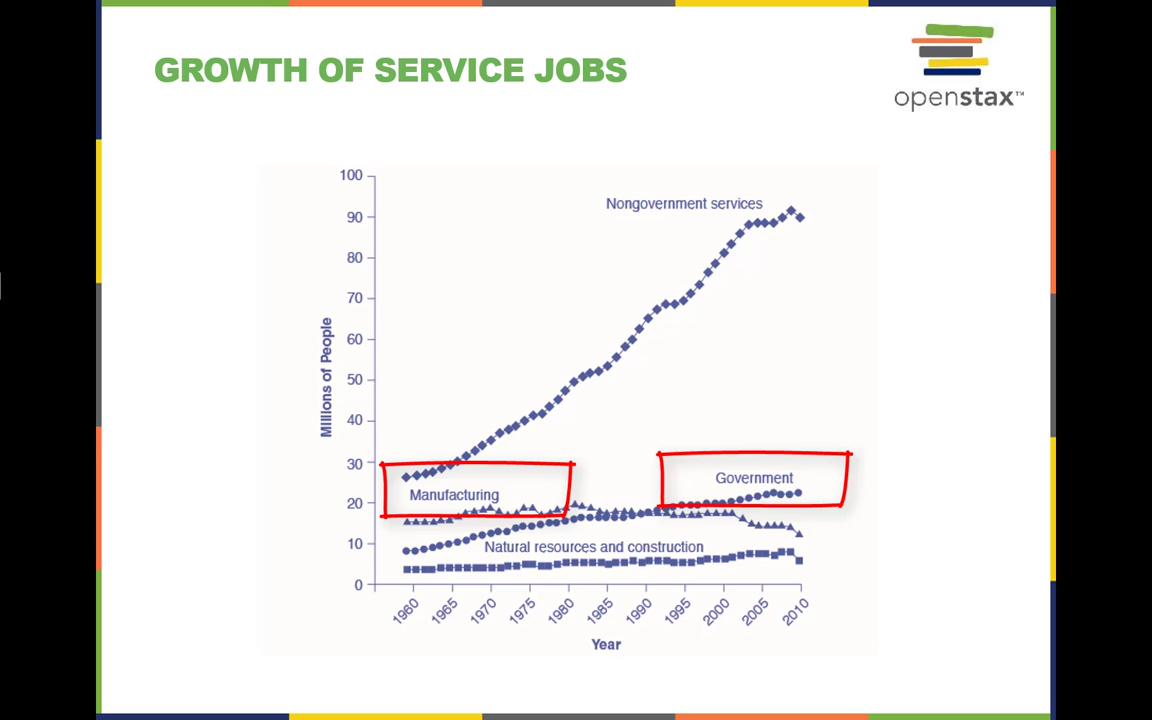 GROWTH OF SERVICE JOBS
openstax™
100
90
80
70
60
50
40
30
20
10
0
Millions of People
Nongovernment services
Manufacturing
Government
Natural resources and construction
1960 1965 1970 1975 1980 1985 1990 1995 2000 2005 2010
Year